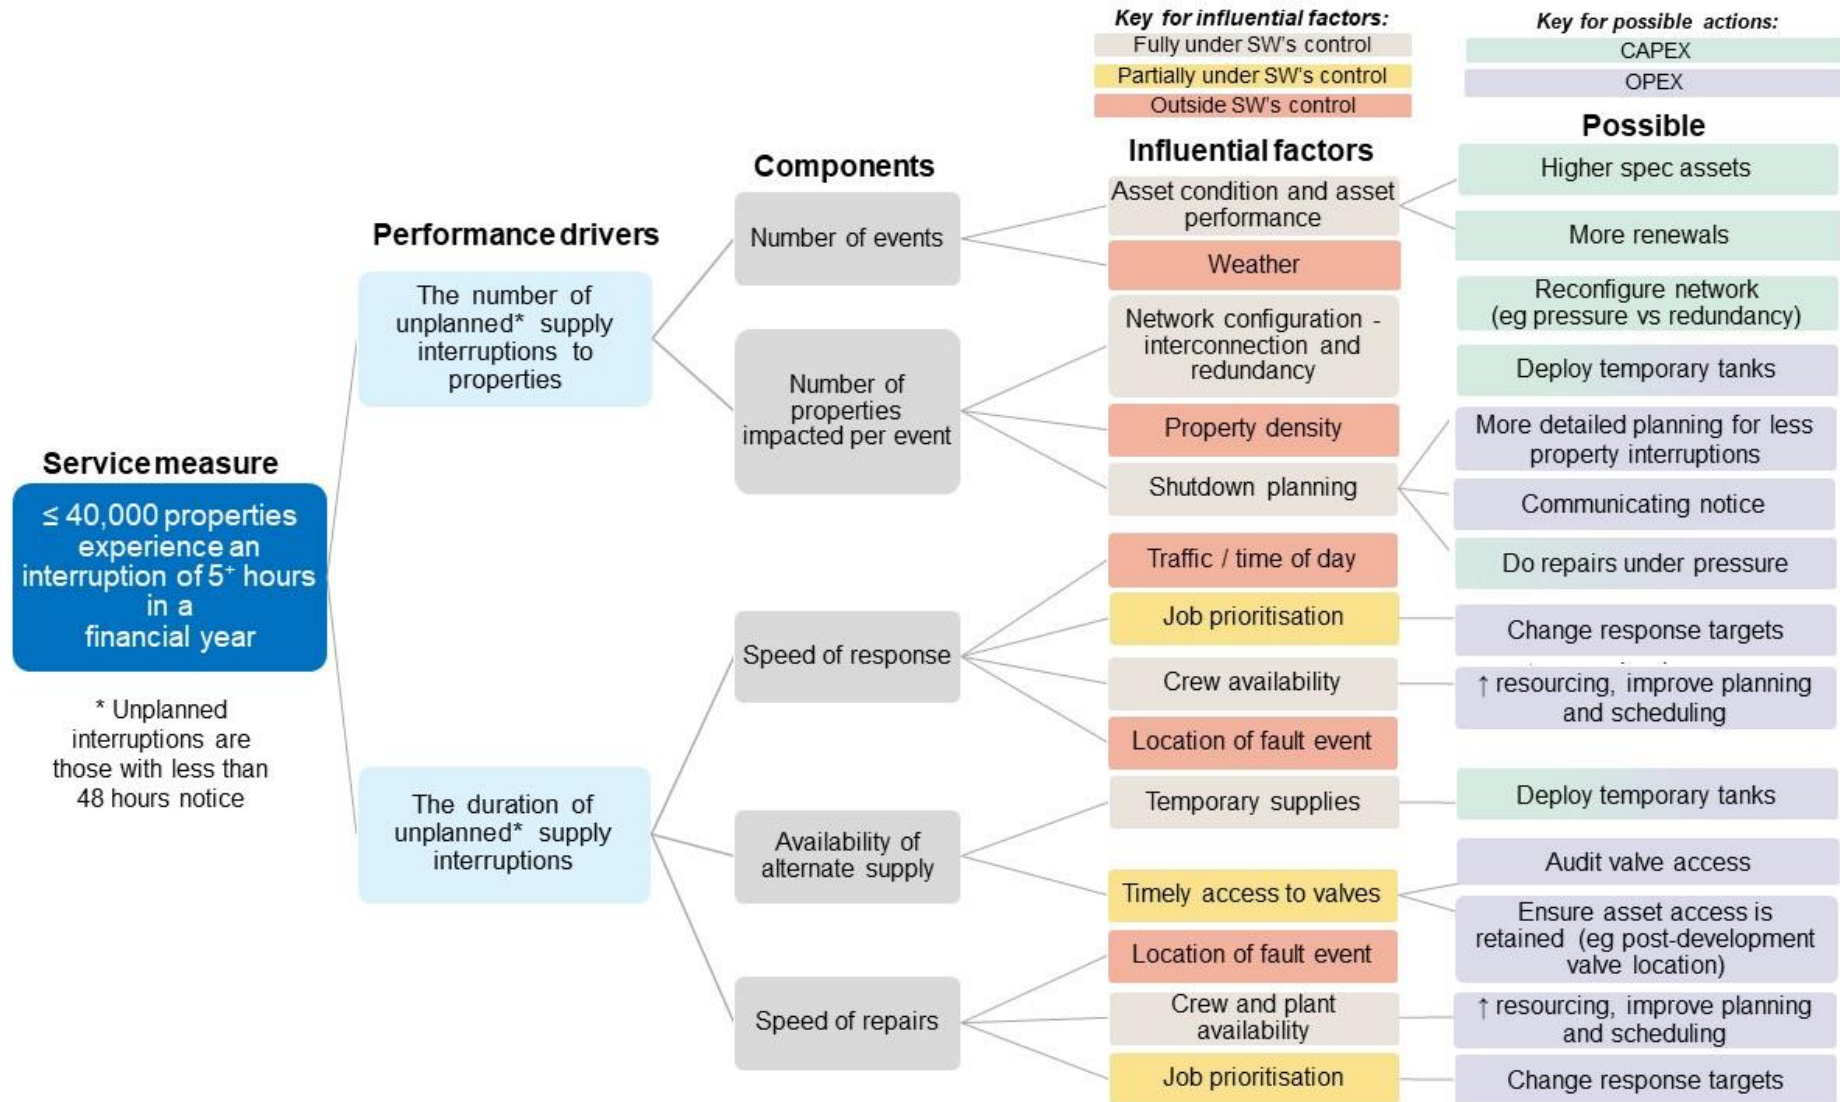 Key for influential factors:
Fully under SW's control
Partially under SW's control
Outside SW's control
Key for possible actions:
CAPEX
OPEX
Service measure
≤ 40,000 properties
experience an
interruption of 5+ hours
in a
financial year
* Unplanned
interruptions are
those with less than
48 hours notice
Performance drivers
The number of
unplanned* supply
interruptions to
properties
The duration of
unplanned* supply
interruptions
Components
Number of events
Number of
properties
impacted per event
Speed of response
Availability of
alternate supply
Speed of repairs
Influential factors
Asset condition and asset
performance
Weather
Network configuration -
interconnection and
redundancy
Property density
Shutdown planning
Traffic / time of day
Job prioritisation
Crew availability
Location of fault event
Temporary supplies
Timely access to valves
Location of fault event
Crew and plant
availability
Job prioritisation
Possible
Higher spec assets
More renewals
Reconfigure network
(eg pressure vs redundancy)
Deploy temporary tanks
More detailed planning for less
property interruptions
Communicating notice
Do repairs under pressure
Change response targets
↑ resourcing, improve planning
and scheduling
Deploy temporary tanks
Audit valve access
Ensure asset access is
retained (eg post-development
valve location)
↑ resourcing, improve planning
and scheduling
Change response targets